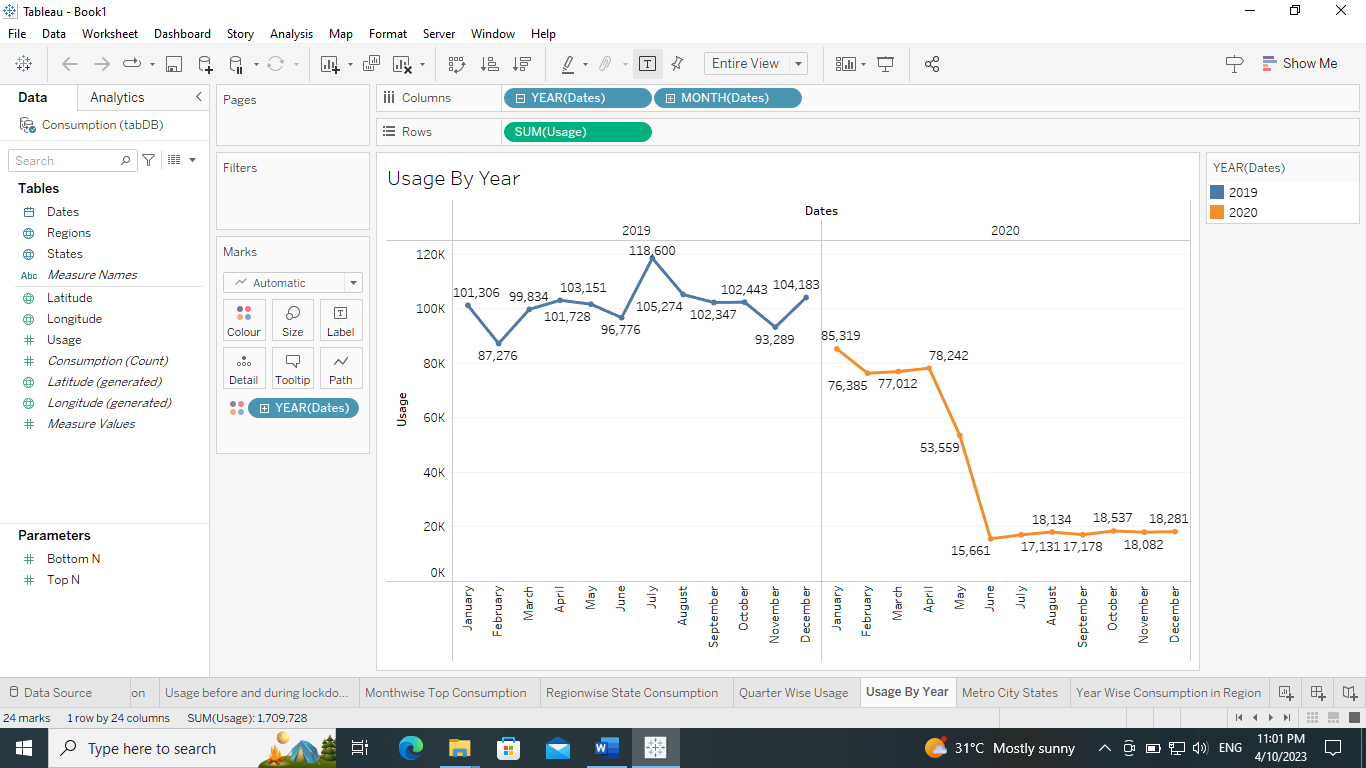 Tableau - Book1
File Data Worksheet Dashboard Story Analysis Map Format Server Window Help
Entire View
Show Me
Data Analytics
Consumption (tabDB)
Search
Tables
Dates
Regions
States
Abc Measure Names
Latitude
Longitude
Usage
Consumption (Count)
Latitude (generated)
Longitude (generated)
Measure Values
Parameters
Bottom N
Top N
Pages
Filters
Marks
Automatic
Colour Size Label
Detail Tooltip Path
YEAR(Dates)
Columns YEAR(Dates) MONTH(Dates)
Rows SUM(Usage)
Usage By Year
Dates
2019 2020
Usage
120K
100K
80K
60K
40K
20K
0K
101,306
87,276
99,834
103,151
101,728
96,776
118,600
105,274
102,347
102,443
93,289
104,183
85,319
76,385
77,012
78,242
53,559
15,661
17,131
18,134
17,178
18,537
18,082
18,281
January
February
March
April
May
June
July
August
September
October
November
December
January
February
March
April
May
June
July
August
September
October
November
December
YEAR(Dates)
2019
2020
Data Source on Usage before and during lockdo... Monthwise Top Consumption Regionwise State Consumption Quarter Wise Usage Usage By Year Metro City States Year Wise Consumption in Region
24 marks 1 row by 24 columns SUM(Usage): 1,709,728
Type here to search
31°C Mostly sunny
ENG
11:01 PM
4/10/2023